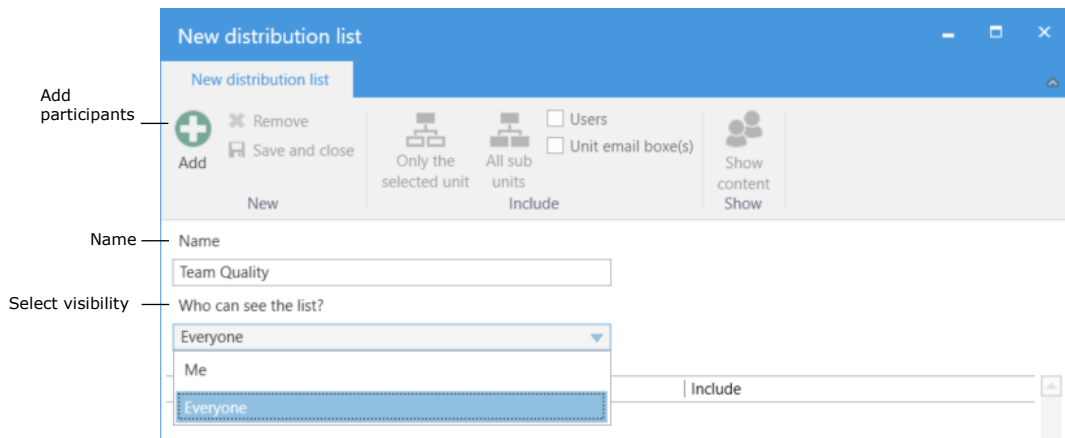 New distribution list
New distribution list
Add
participants
Add
Remove
Save and close
New
Only the
selected unit
All sub
units
Users
Unit email boxe(s)
Include
Show
content
Show
Name
Name
Team Quality
Select visibility
Who can see the list?
Everyone
Me
Everyone
Include